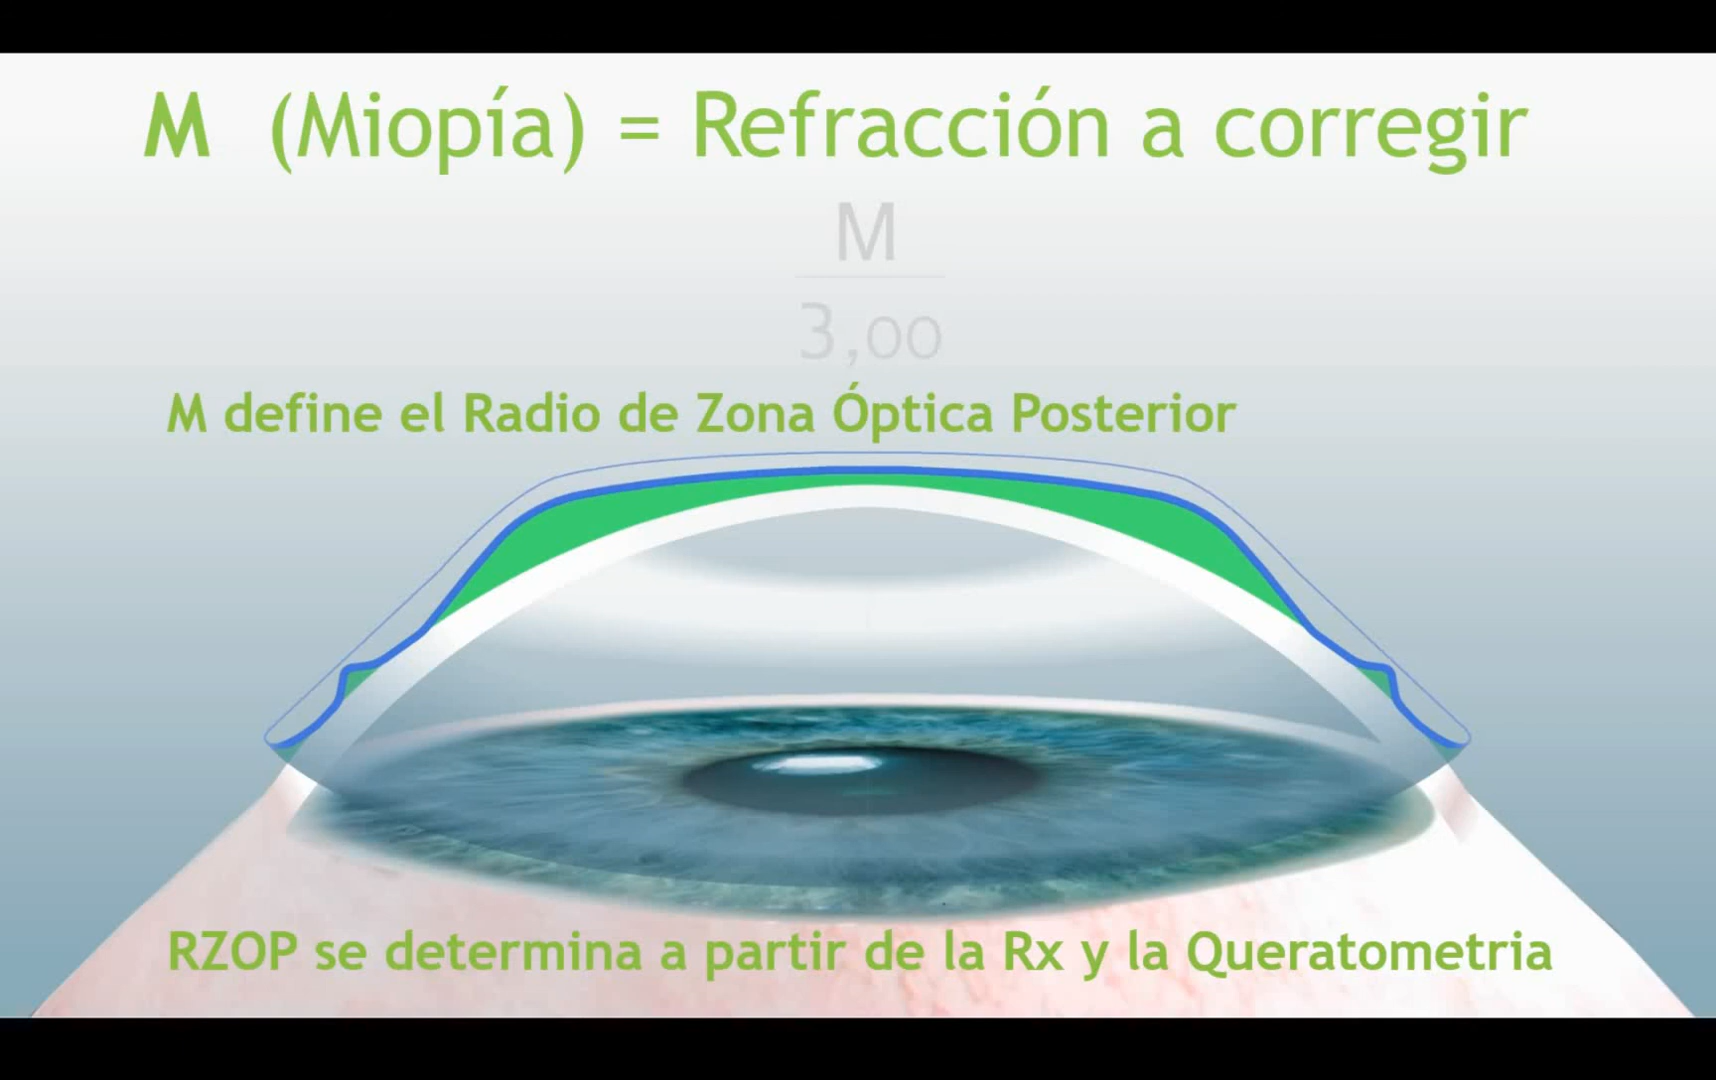 M (Miopía) = Refracción a corregir
M
3,00
M define el Radio de Zona Óptica Posterior
RZOP se determina a partir de la Rx y la Queratometria